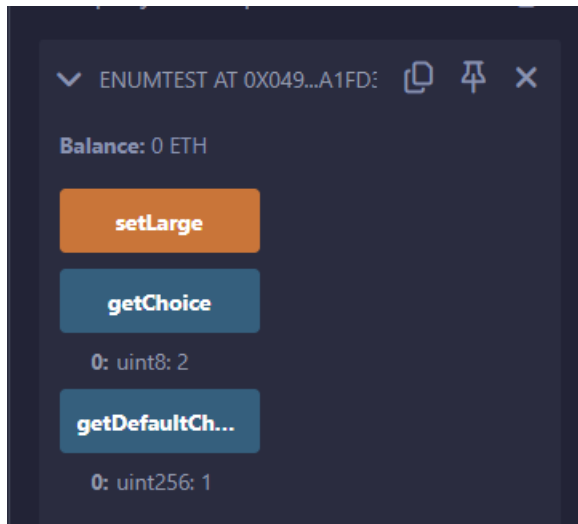 ENUMTEST AT 0X049...A1FD3
Balance: 0 ETH
setLarge
getChoice
0: uint8: 2
getDefaultCh...
0: uint256: 1